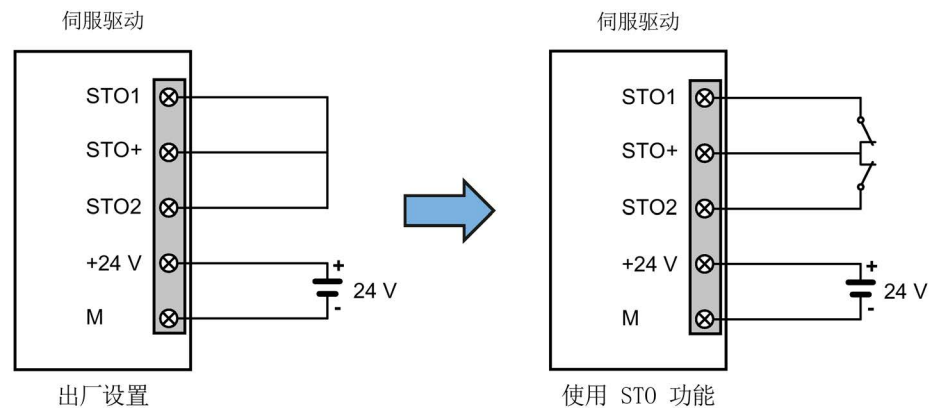 伺服驱动
STO1
STO+
STO2
+24 V
M
+
24 V
-
出厂设置
伺服驱动
STO1
STO+
STO2
+24 V
M
+
24 V
-
使用 STO 功能